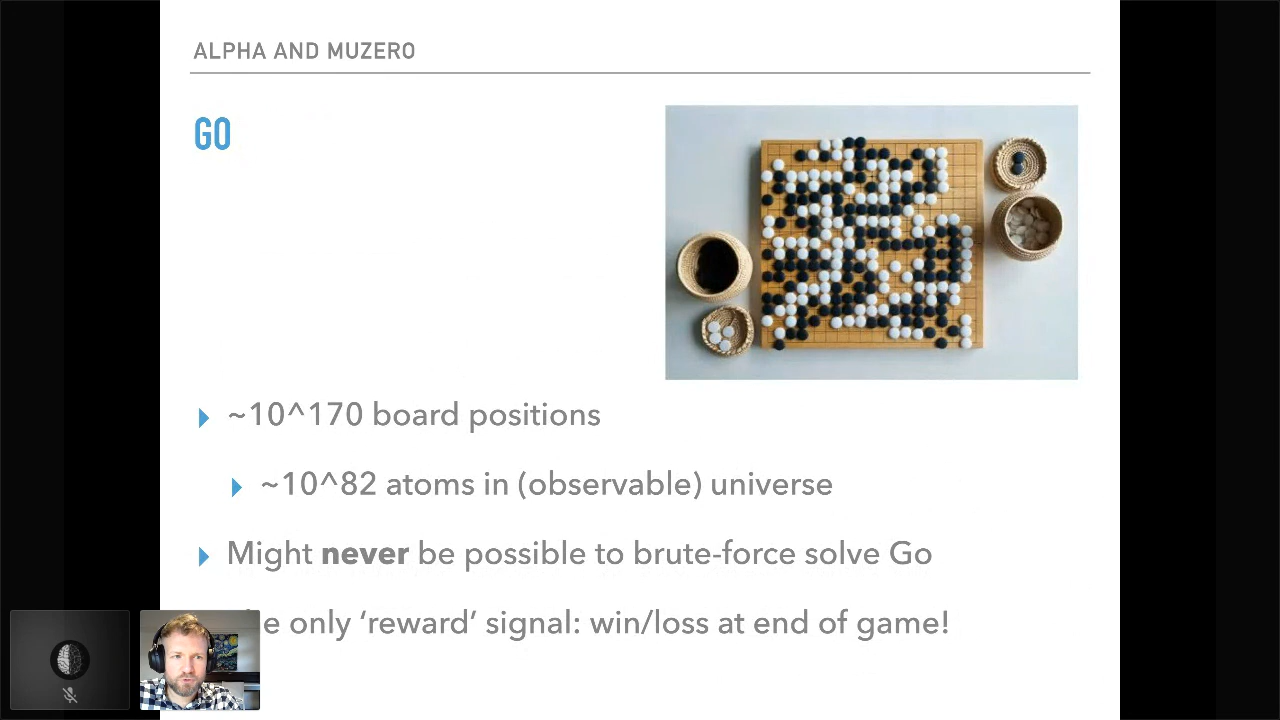 ALPHA AND MUZERO
GO
~10^170 board positions
~10^82 atoms in (observable) universe
Might never be possible to brute-force solve Go
only ‘reward’ signal: win/loss at end of game!